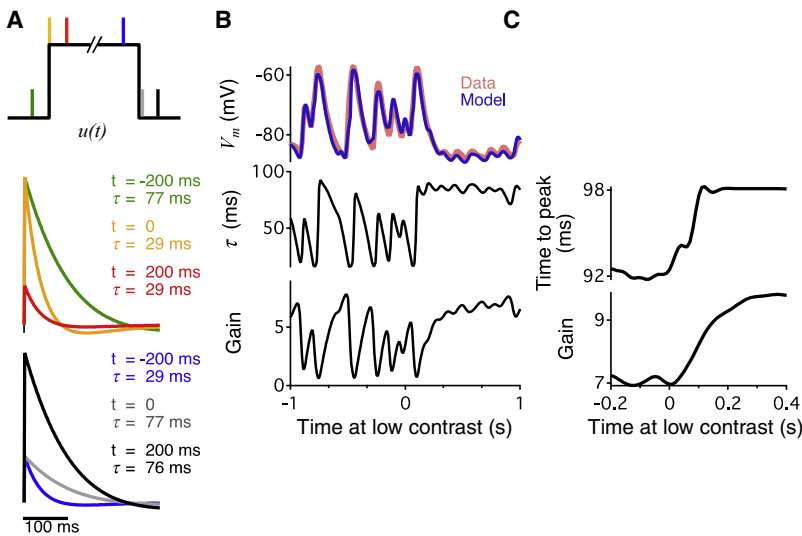 A
u(t)
t = -200 ms
τ = 77 ms
t = 0
τ = 29 ms
t = 200 ms
τ = 29 ms
t = -200 ms
τ = 29 ms
t = 0
τ = 77 ms
t = 200 ms
τ = 76 ms
100 ms
B
Data
Model
Vm (mV)
-60
-80
τ (ms)
100
50
Gain
5
0
-1
0
1
Time at low contrast (s)
C
Time to peak
(ms)
98
92
Gain
9
7
-0.2
0
0.2
0.4
Time at low contrast (s)